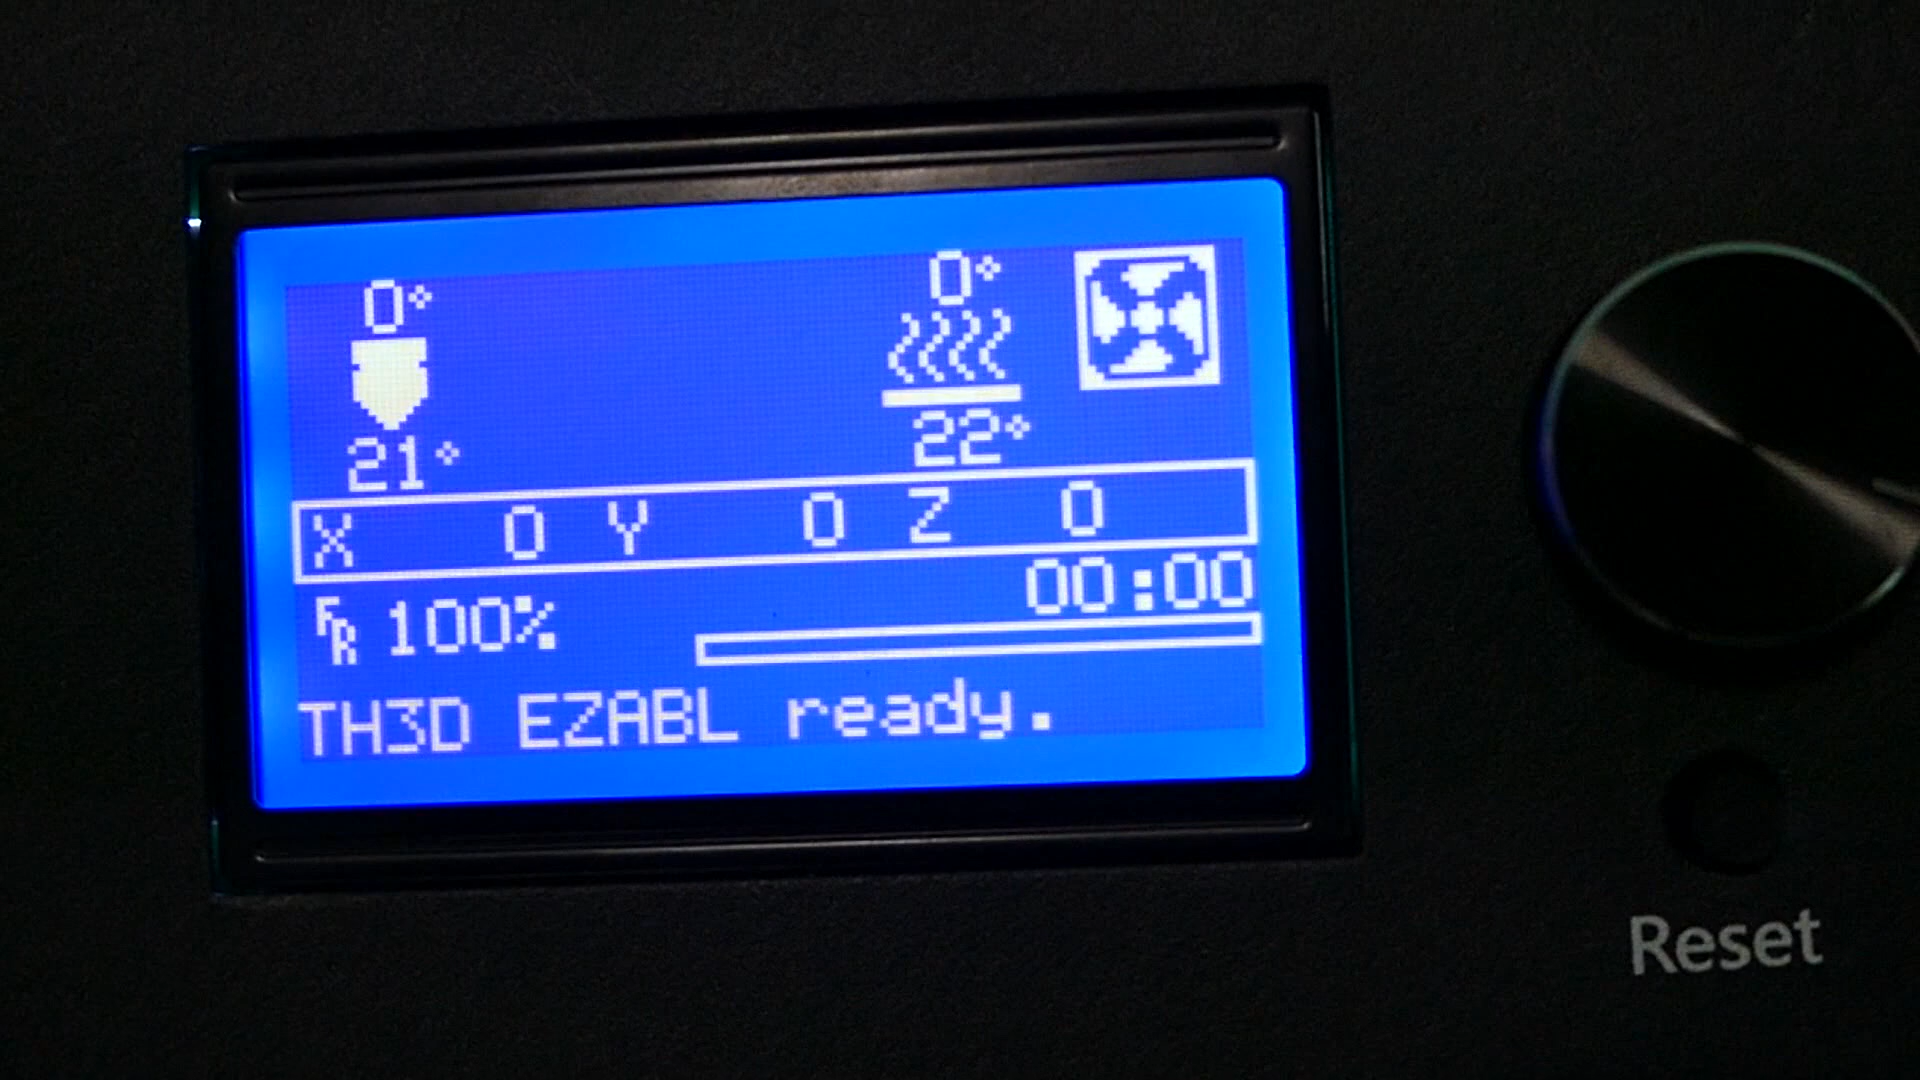 0° 0°
21° 22°
X 0 Y 0 Z 0
00:00
FR 100%
TH3D EZABL ready.
Reset